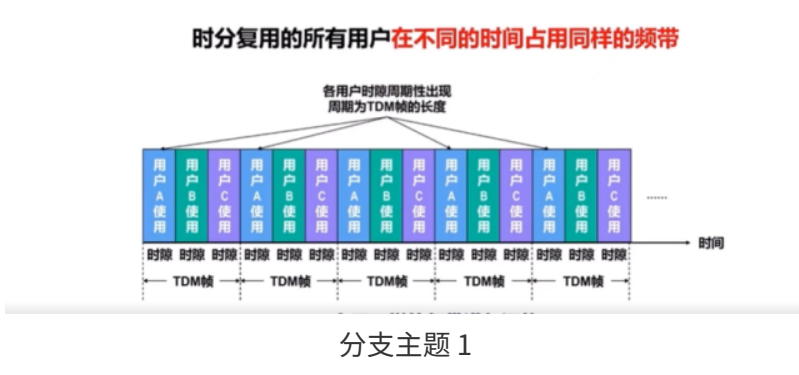 时分复用的所有用户在不同的时间占用同样的频带
各用户时隙周期性出现
周期为TDM帧的长度
用户A使用 用户B使用 用户C使用 用户A使用 用户B使用 用户C使用 用户A使用 用户B使用 用户C使用 用户A使用 用户B使用 用户C使用 用户A使用 用户B使用 用户C使用 ……
时间
时隙 时隙 时隙 时隙 时隙 时隙 时隙 时隙 时隙 时隙 时隙 时隙 时隙 时隙 时隙
TDM帧 TDM帧 TDM帧 TDM帧 TDM帧
分支主题 1